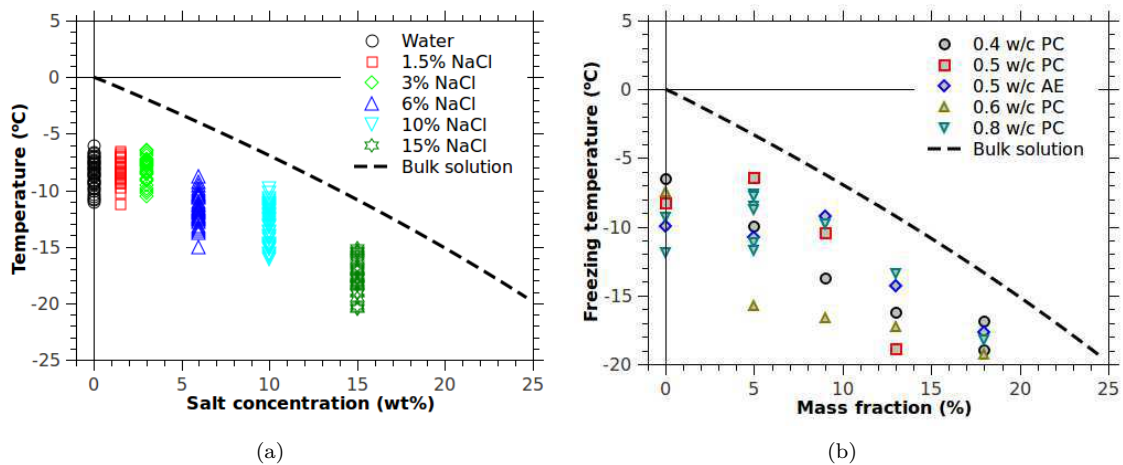 5
0
-5
-10
-15
-20
-25
0 5 10 15 20 25
Temperature (ºC)
Salt concentration (wt%)
Water
1.5% NaCl
3% NaCl
6% NaCl
10% NaCl
15% NaCl
Bulk solution
(a)
5
0
-5
-10
-15
-20
0 5 10 15 20 25
Freezing temperature (ºC)
Mass fraction (%)
0.4 w/c PC
0.5 w/c PC
0.5 w/c AE
0.6 w/c PC
0.8 w/c PC
Bulk solution
(b)